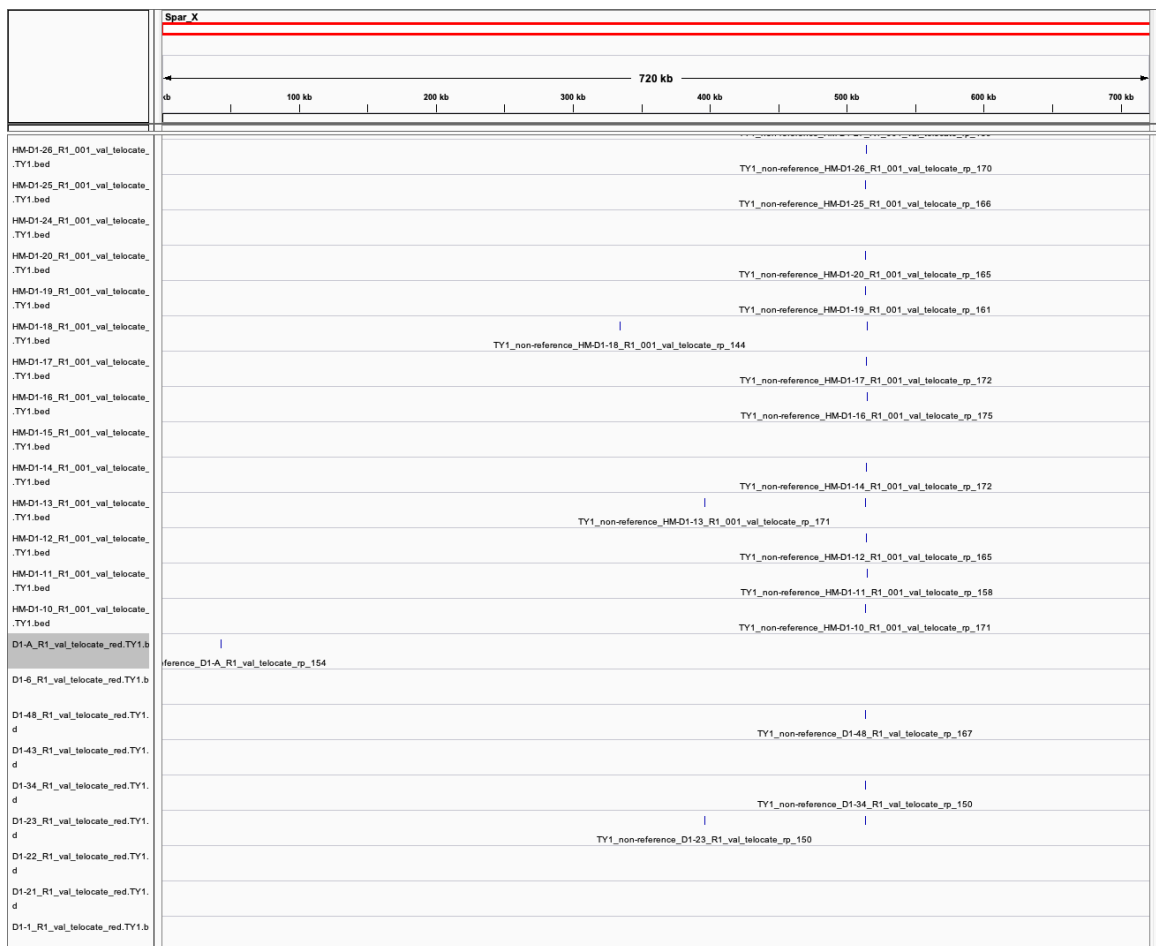 Spar_X
720 kb
kb 100 kb 200 kb 300 kb 400 kb 500 kb 600 kb 700 kb
HM-D1-26_R1_001_val_telocate_
.TY1.bed
TY1_non-reference_HM-D1-26_R1_001_val_telocate_rp_170
HM-D1-25_R1_001_val_telocate_
.TY1.bed
TY1_non-reference_HM-D1-25_R1_001_val_telocate_rp_166
HM-D1-24_R1_001_val_telocate_
.TY1.bed
HM-D1-20_R1_001_val_telocate_
.TY1.bed
TY1_non-reference_HM-D1-20_R1_001_val_telocate_rp_165
HM-D1-19_R1_001_val_telocate_
.TY1.bed
TY1_non-reference_HM-D1-19_R1_001_val_telocate_rp_161
HM-D1-18_R1_001_val_telocate_
.TY1.bed
TY1_non-reference_HM-D1-18_R1_001_val_telocate_rp_144
HM-D1-17_R1_001_val_telocate_
.TY1.bed
TY1_non-reference_HM-D1-17_R1_001_val_telocate_rp_172
HM-D1-16_R1_001_val_telocate_
.TY1.bed
TY1_non-reference_HM-D1-16_R1_001_val_telocate_rp_175
HM-D1-15_R1_001_val_telocate_
.TY1.bed
HM-D1-14_R1_001_val_telocate_
.TY1.bed
TY1_non-reference_HM-D1-14_R1_001_val_telocate_rp_172
HM-D1-13_R1_001_val_telocate_
.TY1.bed
TY1_non-reference_HM-D1-13_R1_001_val_telocate_rp_171
HM-D1-12_R1_001_val_telocate_
.TY1.bed
TY1_non-reference_HM-D1-12_R1_001_val_telocate_rp_165
HM-D1-11_R1_001_val_telocate_
.TY1.bed
TY1_non-reference_HM-D1-11_R1_001_val_telocate_rp_158
HM-D1-10_R1_001_val_telocate_
.TY1.bed
TY1_non-reference_HM-D1-10_R1_001_val_telocate_rp_171
D1-A_R1_val_telocate_red.TY1.b
ference_D1-A_R1_val_telocate_rp_154
D1-6_R1_val_telocate_red.TY1.b
D1-48_R1_val_telocate_red.TY1.
d
TY1_non-reference_D1-48_R1_val_telocate_rp_167
D1-43_R1_val_telocate_red.TY1.
d
D1-34_R1_val_telocate_red.TY1.
d
TY1_non-reference_D1-34_R1_val_telocate_rp_150
D1-23_R1_val_telocate_red.TY1.
d
TY1_non-reference_D1-23_R1_val_telocate_rp_150
D1-22_R1_val_telocate_red.TY1.
d
D1-21_R1_val_telocate_red.TY1.
d
D1-1_R1_val_telocate_red.TY1.b